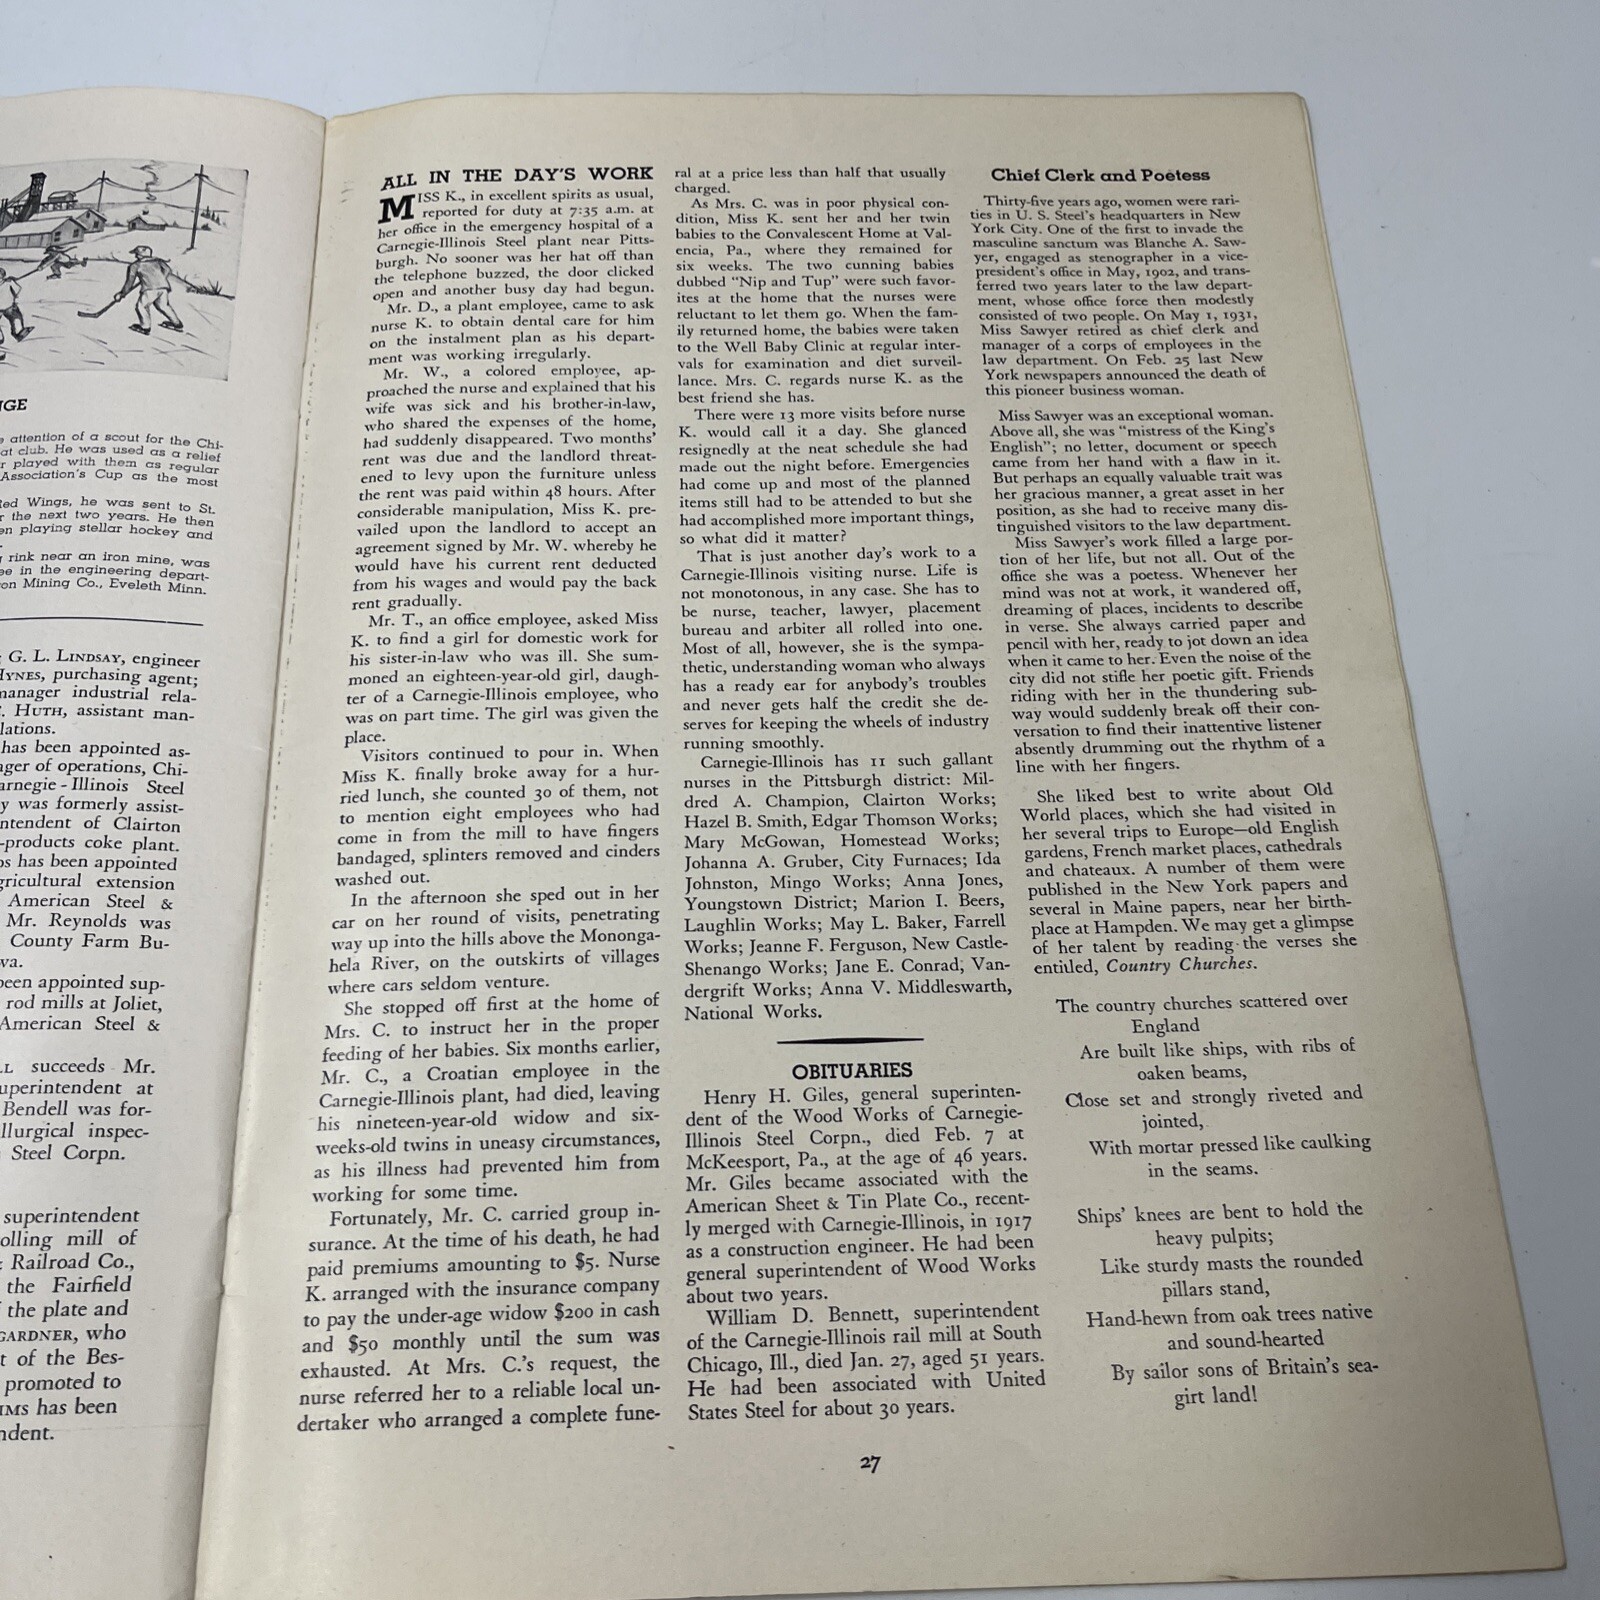 NGE
e attention of a scout for the Chi-
at club. He was used as a relief
r played with them as regular
Association's Cup as the most
Red Wings, he was sent to St.
r the next two years. He then
en playing stellar hockey and
rink near an iron mine, was
ee in the engineering depart-
on Mining Co., Eveleth Minn.
G. L. LINDSAY, engineer
HYNES, purchasing agent;
manager industrial rela-
HUTH, assistant man-
lations.
has been appointed as-
ager of operations, Chi-
arnegie-Illinois Steel
y was formerly assist-
ntendent of Clairton
-products coke plant.
os has been appointed
gricultural extension
American Steel &
Mr. Reynolds was
County Farm Bu-
wa.
been appointed sup-
rod mills at Joliet,
American Steel &
LL succeeds Mr.
uperintendent at
Bendell was for-
llurgical inspec-
Steel Corpn.
superintendent
olling mill of
Railroad Co.,
the Fairfield
the plate and
GARDNER, who
t of the Bes-
promoted to
IMS has been
ndent.
ALL IN THE DAY'S WORK
MISS K., in excellent spirits as usual,
reported for duty at 7:35 a.m. at
her office in the emergency hospital of a
Carnegie-Illinois Steel plant near Pitts-
burgh. No sooner was her hat off than
the telephone buzzed, the door clicked
open and another busy day had begun.
Mr. D., a plant employee, came to ask
nurse K. to obtain dental care for him
on the instalment plan as his depart-
ment was working irregularly.
Mr. W., a colored employee, ap-
proached the nurse and explained that his
wife was sick and his brother-in-law,
who shared the expenses of the home,
had suddenly disappeared. Two months'
rent was due and the landlord threat-
ened to levy upon the furniture unless
the rent was paid within 48 hours. After
considerable manipulation, Miss K. pre-
vailed upon the landlord to accept an
agreement signed by Mr. W. whereby he
would have his current rent deducted
from his wages and would pay the back
rent gradually.
Mr. T., an office employee, asked Miss
K. to find a girl for domestic work for
his sister-in-law who was ill. She sum-
moned an eighteen-year-old girl, daugh-
ter of a Carnegie-Illinois employee, who
was on part time. The girl was given the
place.
Visitors continued to pour in. When
Miss K. finally broke away for a hur-
ried lunch, she counted 30 of them, not
to mention eight employees who had
come in from the mill to have fingers
bandaged, splinters removed and cinders
washed out.
In the afternoon she sped out in her
car on her round of visits, penetrating
way up into the hills above the Mononga-
hela River, on the outskirts of villages
where cars seldom venture.
She stopped off first at the home of
Mrs. C. to instruct her in the proper
feeding of her babies. Six months earlier,
Mr. C., a Croatian employee in the
Carnegie-Illinois plant, had died, leaving
his nineteen-year-old widow and six-
weeks-old twins in uneasy circumstances,
as his illness had prevented him from
working for some time.
Fortunately, Mr. C. carried group in-
surance. At the time of his death, he had
paid premiums amounting to $5. Nurse
K. arranged with the insurance company
to pay the under-age widow $200 in cash
and $50 monthly until the sum was
exhausted. At Mrs. C.'s request, the
nurse referred her to a reliable local un-
dertaker who arranged a complete fune-
ral at a price less than half that usually
charged.
As Mrs. C. was in poor physical con-
dition, Miss K. sent her and her twin
babies to the Convalescent Home at Val-
encia, Pa., where they remained for
six weeks. The two cunning babies
dubbed "Nip and Tup" were such favor-
ites at the home that the nurses were
reluctant to let them go. When the fam-
ily returned home, the babies were taken
to the Well Baby Clinic at regular inter-
vals for examination and diet surveil-
lance. Mrs. C. regards nurse K. as the
best friend she has.
There were 13 more visits before nurse
K. would call it a day. She glanced
resignedly at the neat schedule she had
made out the night before. Emergencies
had come up and most of the planned
items still had to be attended to but she
had accomplished more important things,
so what did it matter?
That is just another day's work to a
Carnegie-Illinois visiting nurse. Life is
not monotonous, in any case. She has to
be nurse, teacher, lawyer, placement
bureau and arbiter all rolled into one.
Most of all, however, she is the sympa-
thetic, understanding woman who always
has a ready ear for anybody's troubles
and never gets half the credit she de-
serves for keeping the wheels of industry
running smoothly.
Carnegie-Illinois has 11 such gallant
nurses in the Pittsburgh district: Mil-
dred A. Champion, Clairton Works;
Hazel B. Smith, Edgar Thomson Works;
Mary McGowan, Homestead Works;
Johanna A. Gruber, City Furnaces; Ida
Johnston, Mingo Works; Anna Jones,
Youngstown District; Marion I. Beers,
Laughlin Works; May L. Baker, Farrell
Works; Jeanne F. Ferguson, New Castle-
Shenango Works; Jane E. Conrad, Van-
dergrift Works; Anna V. Middleswarth,
National Works.
OBITUARIES
Henry H. Giles, general superinten-
dent of the Wood Works of Carnegie-
Illinois Steel Corpn., died Feb. 7 at
McKeesport, Pa., at the age of 46 years.
Mr. Giles became associated with the
American Sheet & Tin Plate Co., recent-
ly merged with Carnegie-Illinois, in 1917
as a construction engineer. He had been
general superintendent of Wood Works
about two years.
William D. Bennett, superintendent
of the Carnegie-Illinois rail mill at South
Chicago, Ill., died Jan. 27, aged 51 years.
He had been associated with United
States Steel for about 30 years.
Chief Clerk and Poetess
Thirty-five years ago, women were rari-
ties in U. S. Steel's headquarters in New
York City. One of the first to invade the
masculine sanctum was Blanche A. Saw-
yer, engaged as stenographer in a vice-
president's office in May, 1902, and trans-
ferred two years later to the law depart-
ment, whose office force then modestly
consisted of two people. On May 1, 1931,
Miss Sawyer retired as chief clerk and
manager of a corps of employees in the
law department. On Feb. 25 last New
York newspapers announced the death of
this pioneer business woman.
Miss Sawyer was an exceptional woman.
Above all, she was "mistress of the King's
English"; no letter, document or speech
came from her hand with a flaw in it.
But perhaps an equally valuable trait was
her gracious manner, a great asset in her
position, as she had to receive many dis-
tinguished visitors to the law department.
Miss Sawyer's work filled a large por-
tion of her life, but not all. Out of the
office she was a poetess. Whenever her
mind was not at work, it wandered off,
dreaming of places, incidents to describe
in verse. She always carried paper and
pencil with her, ready to jot down an idea
when it came to her. Even the noise of the
city did not stifle her poetic gift. Friends
riding with her in the thundering sub-
way would suddenly break off their con-
versation to find their inattentive listener
absently drumming out the rhythm of a
line with her fingers.
She liked best to write about Old
World places, which she had visited in
her several trips to Europe—old English
gardens, French market places, cathedrals
and chateaux. A number of them were
published in the New York papers and
several in Maine papers, near her birth-
place at Hampden. We may get a glimpse
of her talent by reading the verses she
entitled, Country Churches.
The country churches scattered over
England
Are built like ships, with ribs of
oaken beams,
Close set and strongly riveted and
jointed,
With mortar pressed like caulking
in the seams.
Ships' knees are bent to hold the
heavy pulpits;
Like sturdy masts the rounded
pillars stand,
Hand-hewn from oak trees native
and sound-hearted
By sailor sons of Britain's sea-
girt land!
27